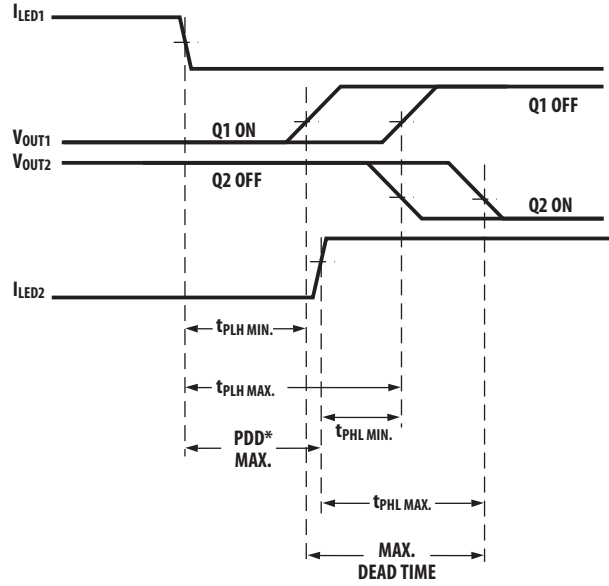 ILED1
Q1 ON
Q1 OFF
VOUT1
VOUT2
Q2 OFF
Q2 ON
ILED2
tPLH MIN.
tPLH MAX.
tPHL MIN.
PDD*
MAX.
tPHL MAX.
MAX.
DEAD TIME